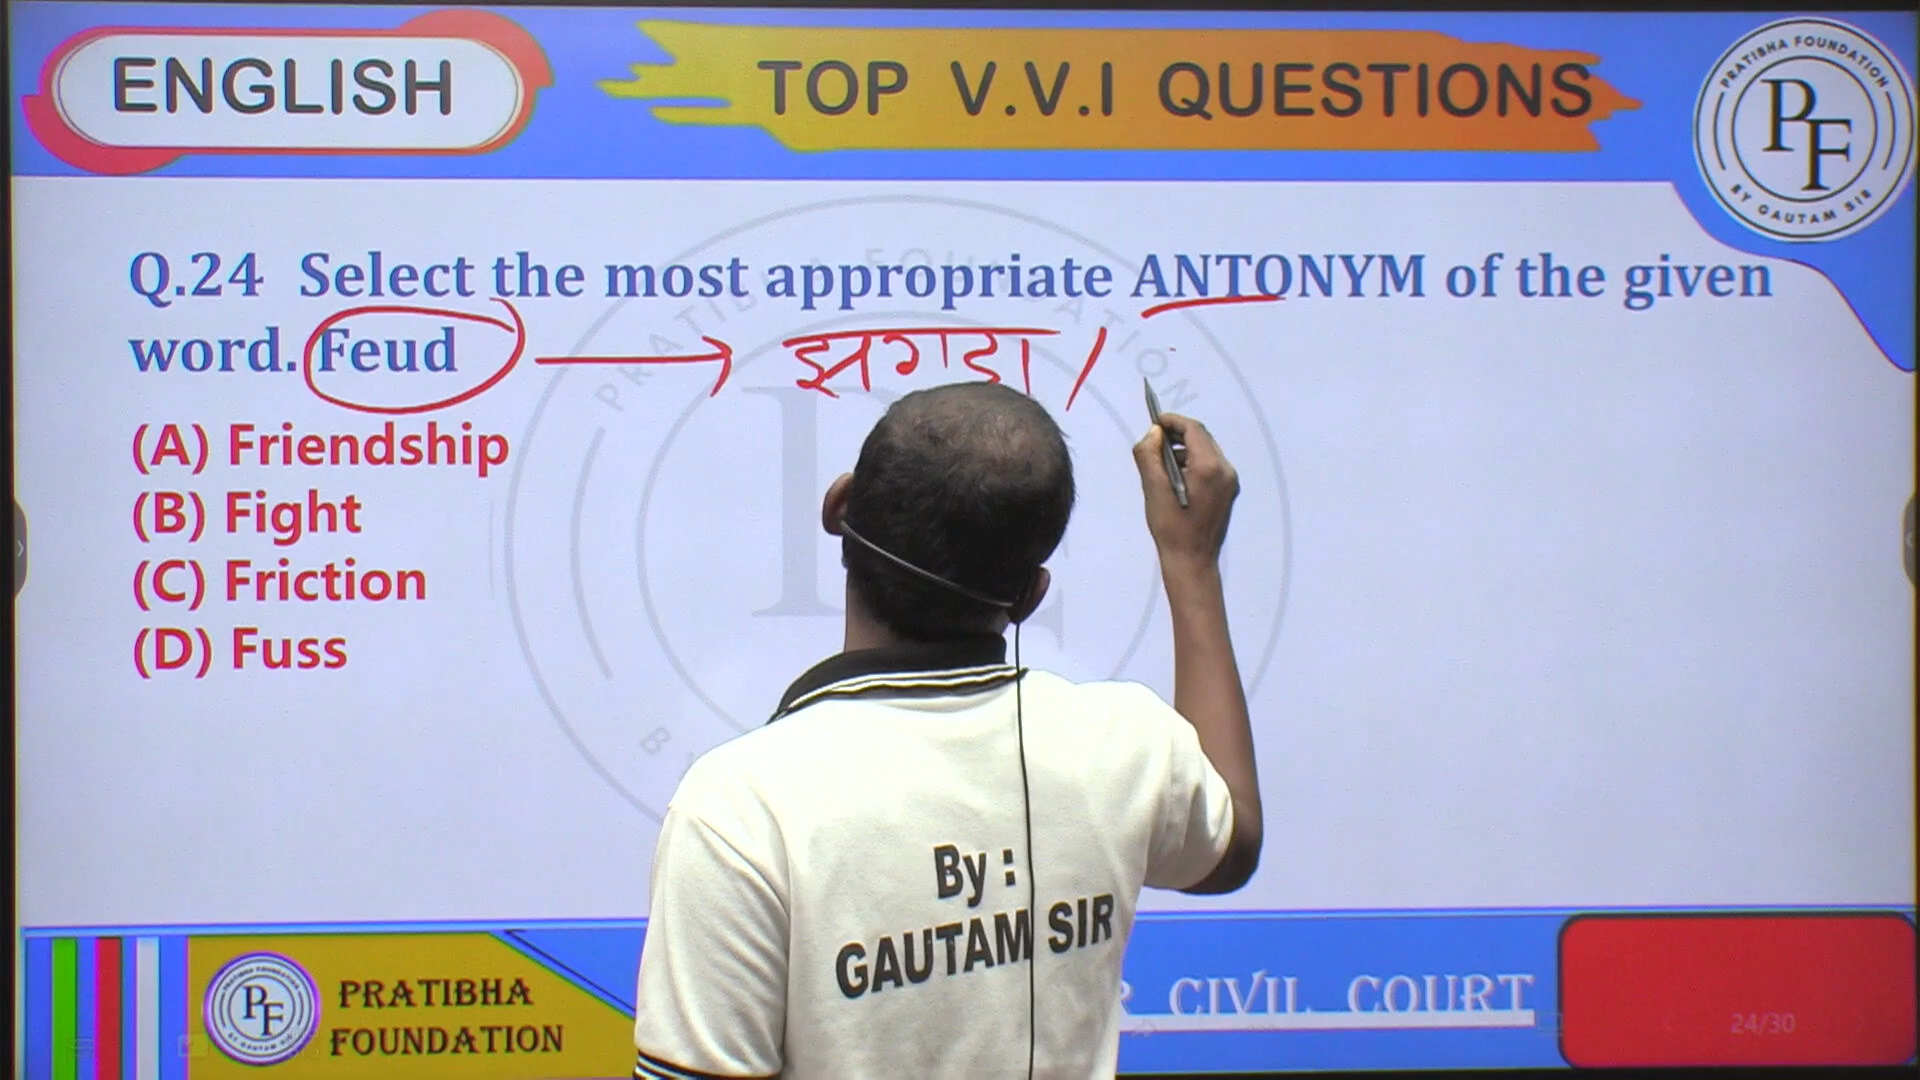 ENGLISH
TOP V.V.I QUESTIONS
PRATIBHA FOUNDATION
PF
BY GAUTAM SIR
Q.24 Select the most appropriate ANTONYM of the given
word. Feud → झगड़ा /
(A) Friendship
(B) Fight
(C) Friction
(D) Fuss
By :
GAUTAM SIR
PRATIBHA
FOUNDATION
PF
CIVIL COURT
24/30